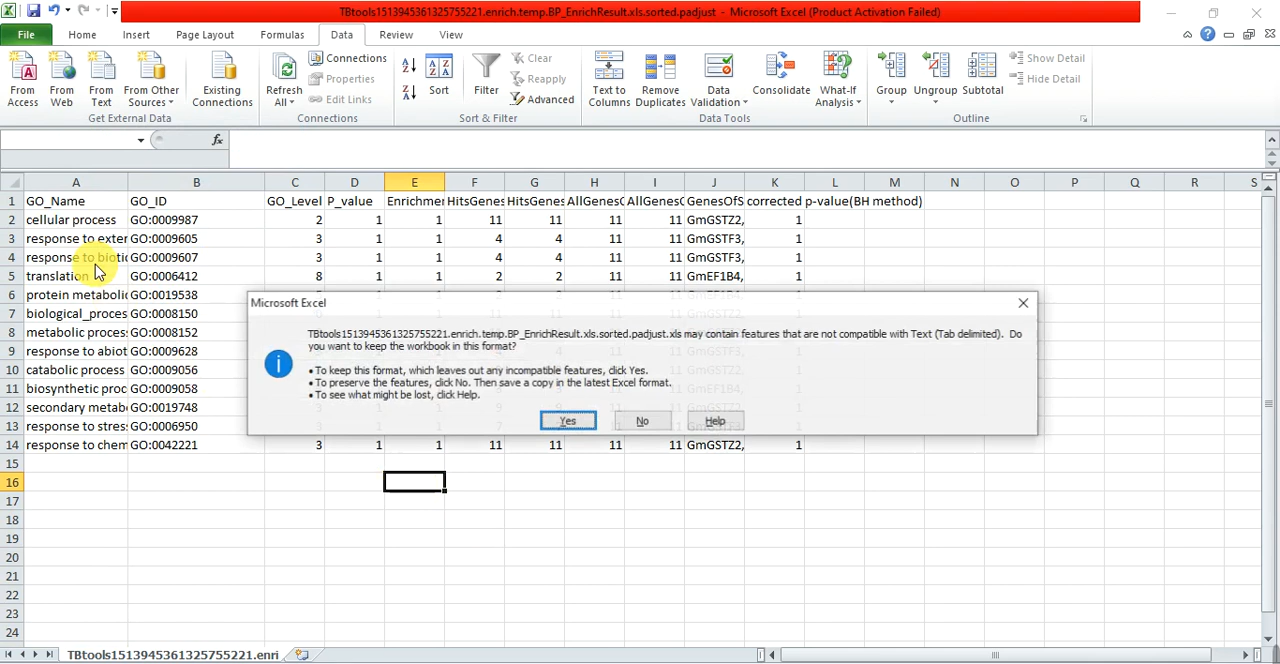 TBtools1513945361325755221.enrich.temp.BP_EnrichResult.xls.sorted.padjust - Microsoft Excel (Product Activation Failed)
File Home Insert Page Layout Formulas Data Review View
From Access
From Web
From Text
From Other Sources
Existing Connections
Get External Data
Refresh All
Connections
Properties
Edit Links
Connections
Sort
Filter
Clear
Reapply
Advanced
Sort & Filter
Text to Columns
Remove Duplicates
Data Validation
Consolidate
What-If Analysis
Data Tools
Group
Ungroup
Subtotal
Show Detail
Hide Detail
Outline
fx
A B C D E F G H I J K L M N O P Q R S
1 GO_Name GO_ID GO_Level P_value Enrichmer HitsGenes HitsGenes AllGenesC AllGenesC GenesOfS corrected p-value(BH method)
2 cellular process GO:0009987 2 1 1 11 11 11 11 GmGSTZ2, 1
3 response to exter GO:0009605 3 1 1 4 4 11 11 GmGSTF3, 1
4 response to biotic GO:0009607 3 1 1 4 4 11 11 GmGSTF3, 1
5 translation GO:0006412 8 1 1 2 2 11 11 GmEF1B4, 1
6 protein metabolic GO:0019538
7 biological_proces GO:0008150
8 metabolic process GO:0008152
9 response to abiot GO:0009628
10 catabolic process GO:0009056
11 biosynthetic proc GO:0009058
12 secondary metab GO:0019748
13 response to stres GO:0006950
14 response to chem GO:0042221 3 1 1 11 11 11 11 GmGSTZ2, 1
15
16
17
18
19
20
21
22
23
24
Microsoft Excel
TBtools1513945361325755221.enrich.temp.BP_EnrichResult.xls.sorted.padjust.xls may contain features that are not compatible with Text (Tab delimited). Do
you want to keep the workbook in this format?
• To keep this format, which leaves out any incompatible features, click Yes.
• To preserve the features, click No. Then save a copy in the latest Excel format.
• To see what might be lost, click Help.
Yes No Help
TBtools1513945361325755221.enri